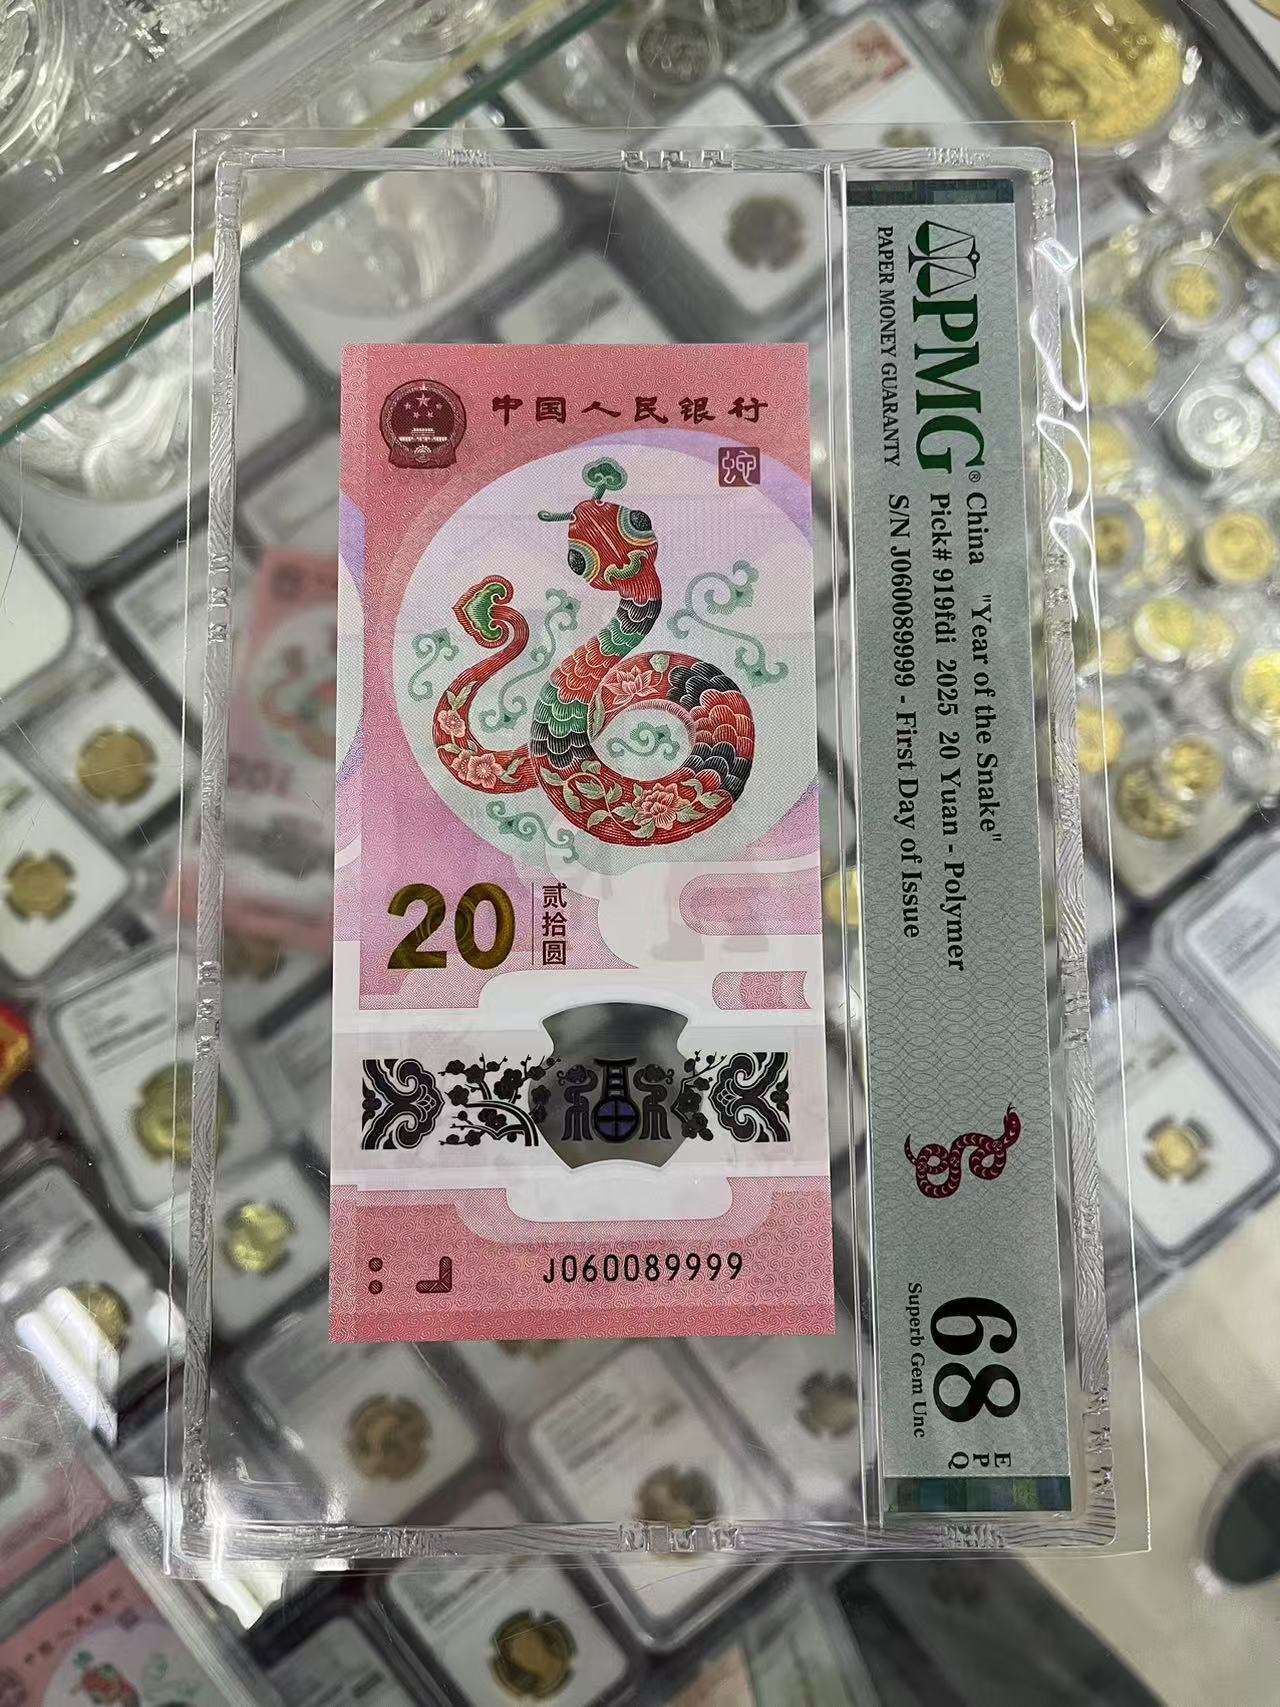 中国人民银行
蛇
20
贰拾圆
J060089999
PMG®
PAPER MONEY GUARANTY
China "Year of the Snake"
Pick# 919fdi 2025 20 Yuan - Polymer
S/N J060089999 - First Day of Issue
68
EPQ
Superb Gem Unc